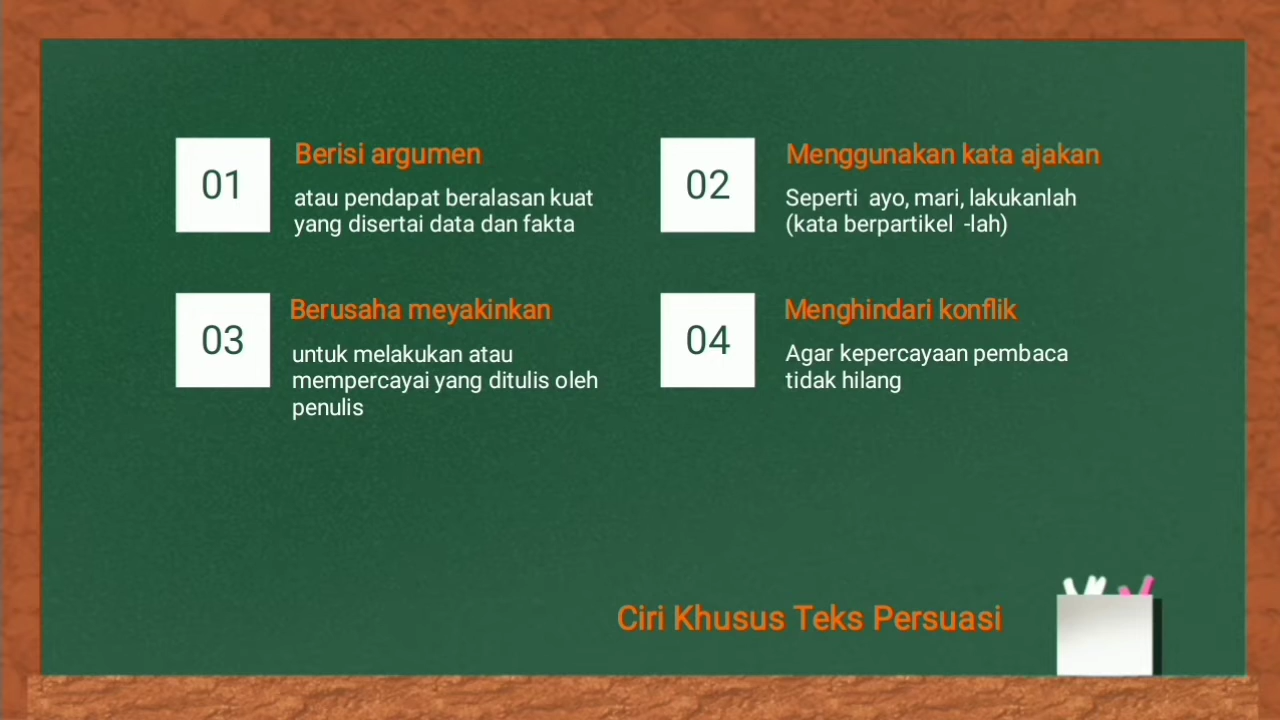 01
Berisi argumen
atau pendapat beralasan kuat
yang disertai data dan fakta
02
Menggunakan kata ajakan
Seperti ayo, mari, lakukanlah
(kata berpartikel -lah)
03
Berusaha meyakinkan
untuk melakukan atau
mempercayai yang ditulis oleh
penulis
04
Menghindari konflik
Agar kepercayaan pembaca
tidak hilang
Ciri Khusus Teks Persuasi